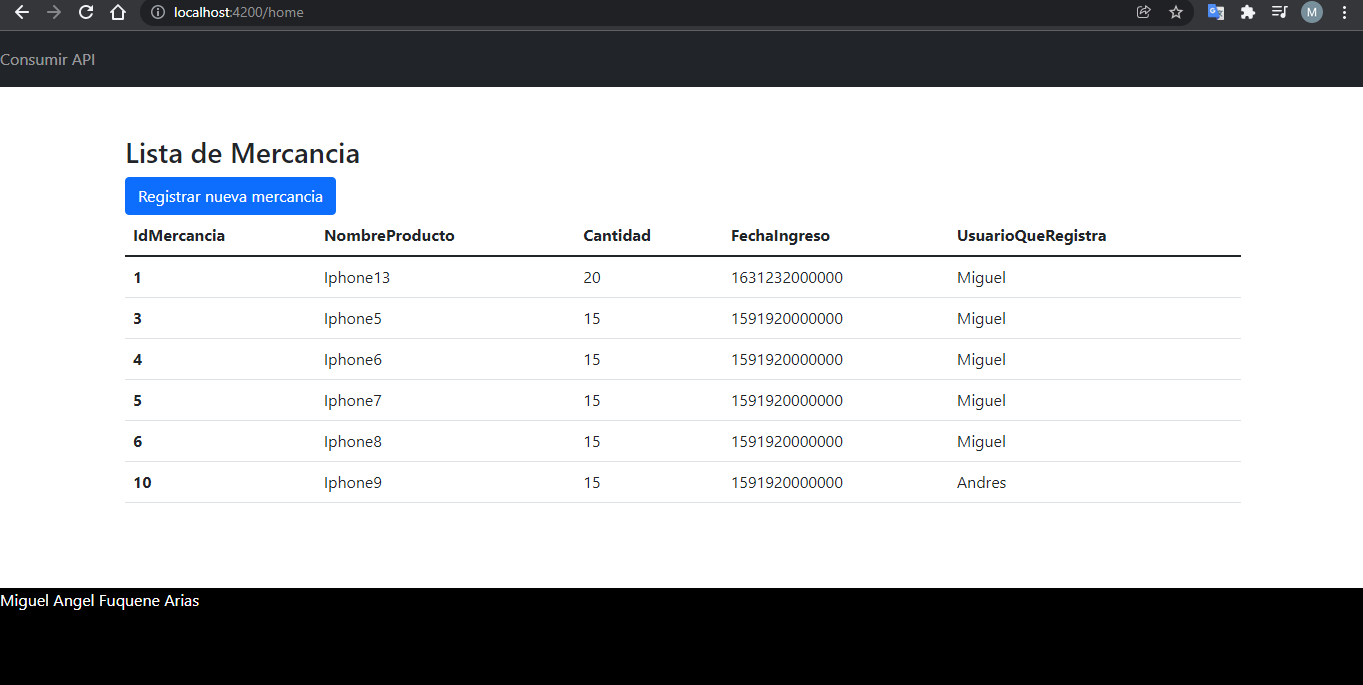 localhost:4200/home
M
Consumir API
Lista de Mercancia
Registrar nueva mercancia
IdMercancia NombreProducto Cantidad FechaIngreso UsuarioQueRegistra
1 Iphone13 20 1631232000000 Miguel
3 Iphone5 15 1591920000000 Miguel
4 Iphone6 15 1591920000000 Miguel
5 Iphone7 15 1591920000000 Miguel
6 Iphone8 15 1591920000000 Miguel
10 Iphone9 15 1591920000000 Andres
Miguel Angel Fuquene Arias